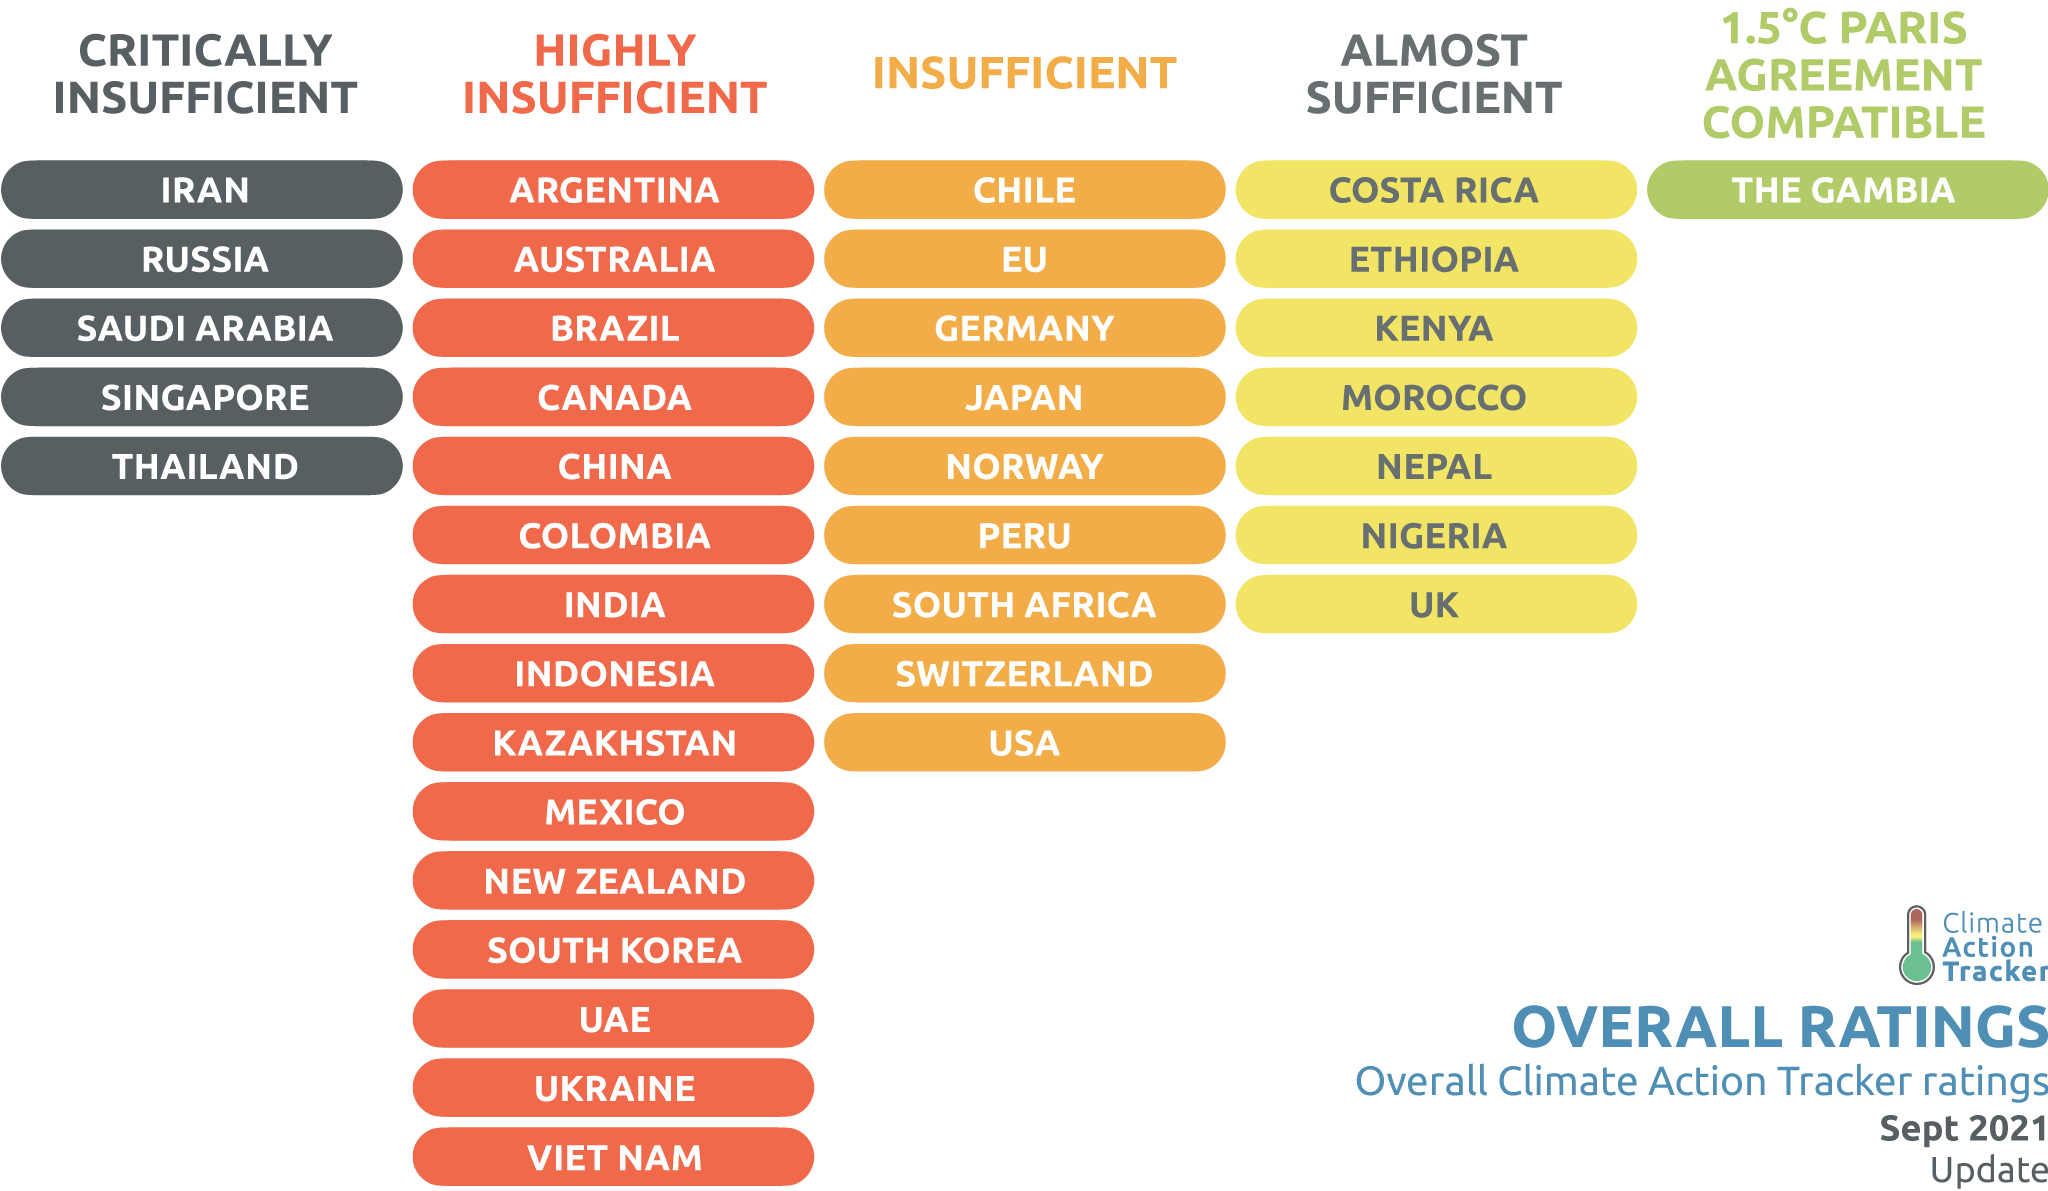 CRITICALLY
INSUFFICIENT
IRAN
RUSSIA
SAUDI ARABIA
SINGAPORE
THAILAND
HIGHLY
INSUFFICIENT
ARGENTINA
AUSTRALIA
BRAZIL
CANADA
CHINA
COLOMBIA
INDIA
INDONESIA
KAZAKHSTAN
MEXICO
NEW ZEALAND
SOUTH KOREA
UAE
UKRAINE
VIET NAM
INSUFFICIENT
CHILE
EU
GERMANY
JAPAN
NORWAY
PERU
SOUTH AFRICA
SWITZERLAND
USA
ALMOST
SUFFICIENT
COSTA RICA
ETHIOPIA
KENYA
MOROCCO
NEPAL
NIGERIA
UK
1.5°C PARIS
AGREEMENT
COMPATIBLE
THE GAMBIA
Climate
Action
Tracker
OVERALL RATINGS
Overall Climate Action Tracker ratings
Sept 2021
Update